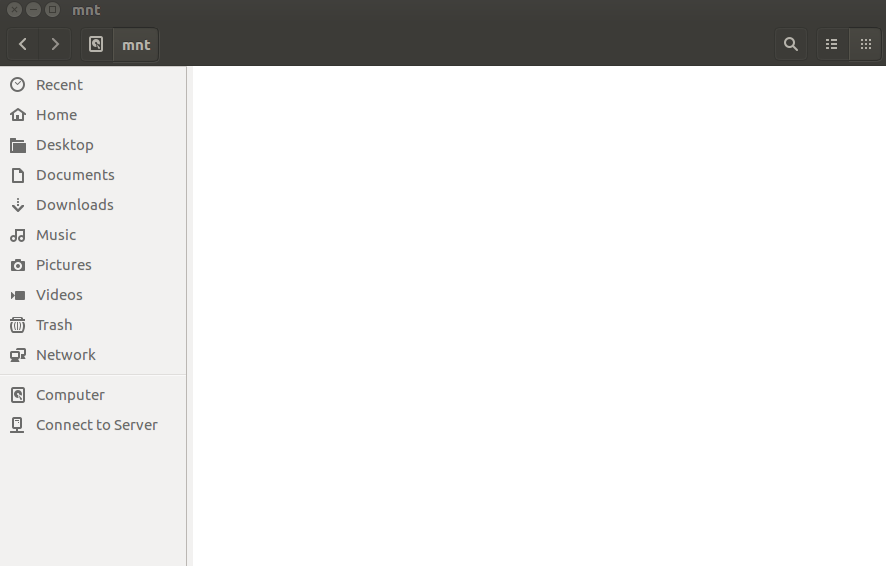 mnt
mnt
Recent
Home
Desktop
Documents
Downloads
Music
Pictures
Videos
Trash
Network
Computer
Connect to Server